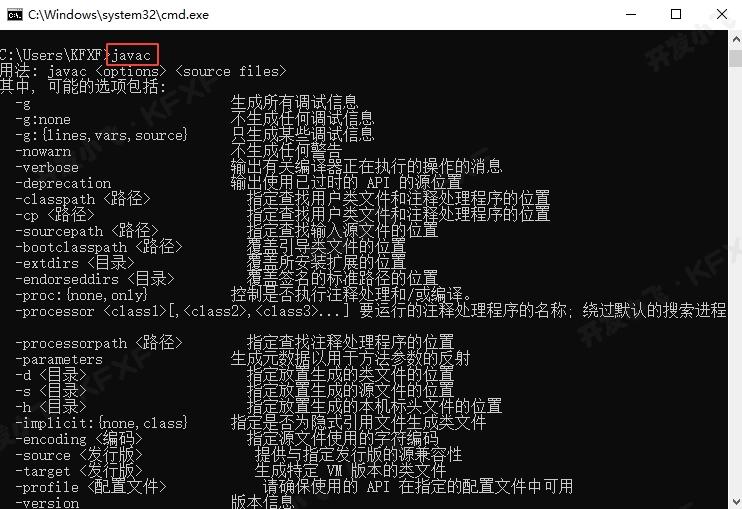 C:\Windows\system32\cmd.exe
C:\Users\KFXF>javac
用法: javac <options> <source files>
其中, 可能的选项包括:
-g 生成所有调试信息
-g:none 不生成任何调试信息
-g:{lines,vars,source} 只生成某些调试信息
-nowarn 不生成任何警告
-verbose 输出有关编译器正在执行的操作的消息
-deprecation 输出使用已过时的 API 的源位置
-classpath <路径> 指定查找用户类文件和注释处理程序的位置
-cp <路径> 指定查找用户类文件和注释处理程序的位置
-sourcepath <路径> 指定查找输入源文件的位置
-bootclasspath <路径> 覆盖引导类文件的位置
-extdirs <目录> 覆盖所安装扩展的位置
-endorseddirs <目录> 覆盖签名的标准路径的位置
-proc:{none,only} 控制是否执行注释处理和/或编译。
-processor <class1>[,<class2>,<class3>...] 要运行的注释处理程序的名称; 绕过默认的搜索进程
-processorpath <路径> 指定查找注释处理程序的位置
-parameters 生成元数据以用于方法参数的反射
-d <目录> 指定放置生成的类文件的位置
-s <目录> 指定放置生成的源文件的位置
-h <目录> 指定放置生成的本机标头文件的位置
-implicit:{none,class} 指定是否为隐式引用文件生成类文件
-encoding <编码> 指定源文件使用的字符编码
-source <发行版> 提供与指定发行版的源兼容性
-target <发行版> 生成特定 VM 版本的类文件
-profile <配置文件> 请确保使用的 API 在指定的配置文件中可用
-version 版本信息